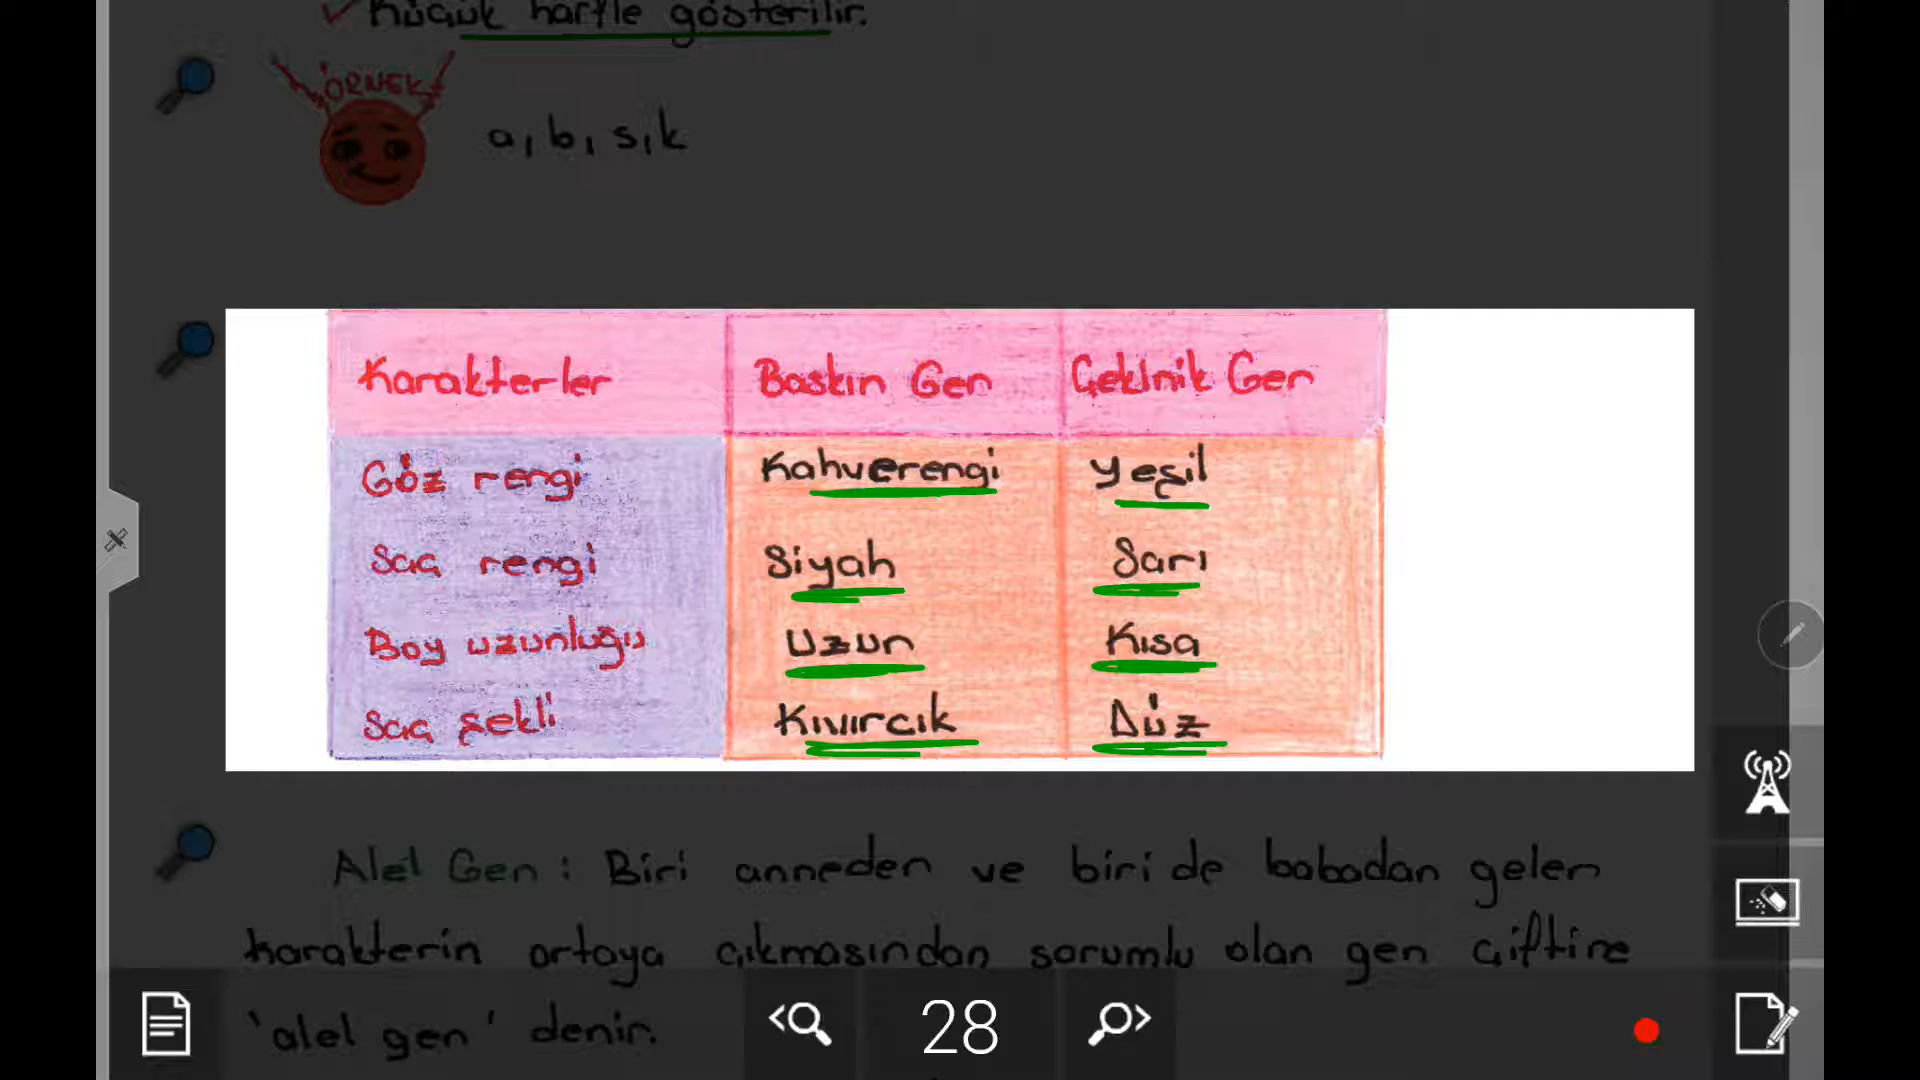 Küçük harfle gösterilir.
ÖRNEK
a, b, s, k
Karakterler Baskın Gen Çekinik Gen
Göz rengi Kahverengi Yeşil
Saç rengi Siyah Sarı
Boy uzunluğu Uzun Kısa
Saç şekli Kıvırcık Düz
Alel Gen : Biri anneden ve biri de babadan gelen
karakterin ortaya çıkmasından sorumlu olan gen çiftine
'alel gen' denir.
28